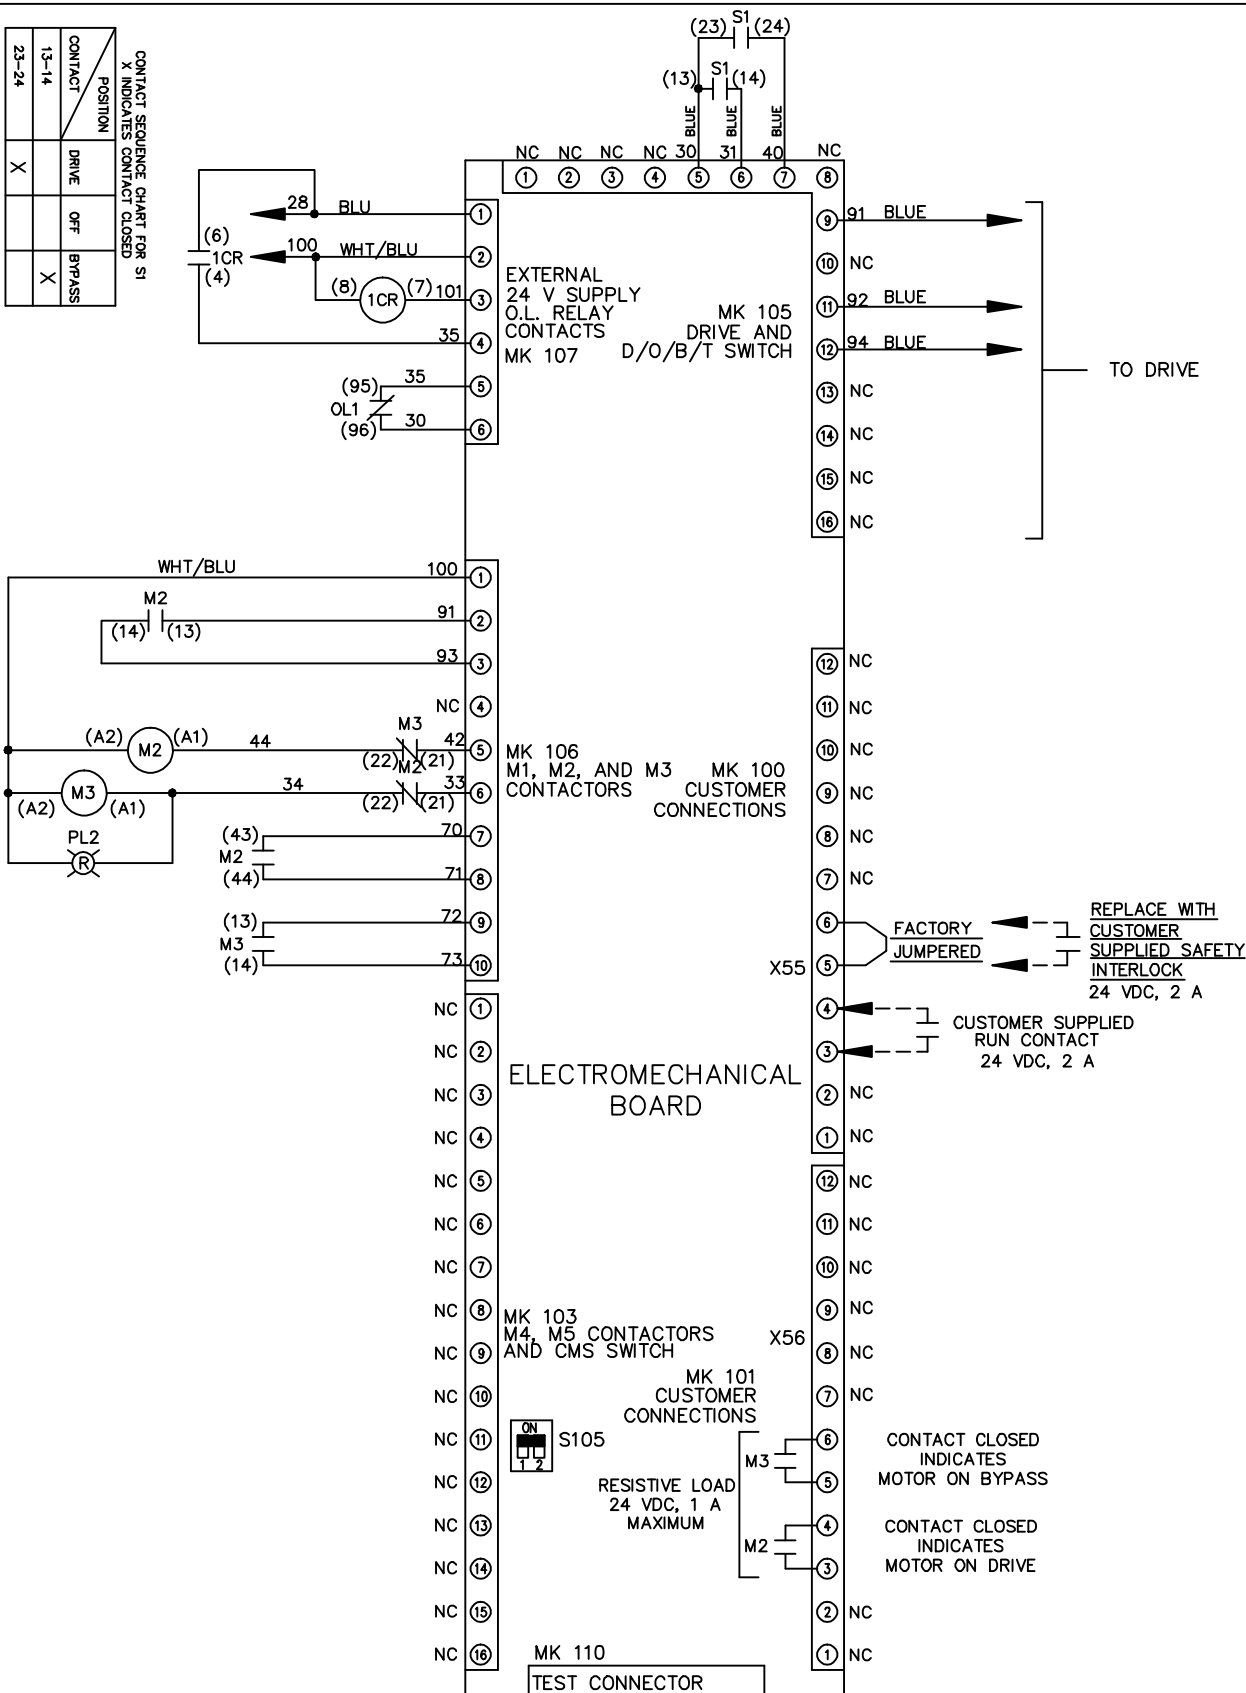 CONTACT SEQUENCE CHART FOR S1
X INDICATES CONTACT CLOSED
POSITION
CONTACT DRIVE OFF BYPASS
13-14 X
23-24 X
(23) S1 (24)
(13) S1 (14)
BLUE BLUE BLUE
NC NC NC NC 30 31 40 NC
1 2 3 4 5 6 7 8
28 BLU 1
100 WHT/BLU 2
(6) 1CR (4)
(8) 1CR (7) 101 3
35 4
(95) 35 5
OL1
(96) 30 6
EXTERNAL
24 V SUPPLY
O.L. RELAY
CONTACTS
MK 107
MK 105
DRIVE AND
D/O/B/T SWITCH
9 91 BLUE
10 NC
11 92 BLUE
12 94 BLUE
13 NC
14 NC
15 NC
16 NC
TO DRIVE
WHT/BLU 100 1
M2
(14) (13) 91 2
93 3
NC 4
(A2) M2 (A1) 44 M3 (22) (21) 42 5
(A2) M3 (A1) 34 M2 (22) (21) 33 6
PL2
R
(43) 70 7
M2
(44) 71 8
(13) 72 9
M3
(14) 73 10
MK 106
M1, M2, AND M3
CONTACTORS
MK 100
CUSTOMER
CONNECTIONS
12 NC
11 NC
10 NC
9 NC
8 NC
7 NC
6
X55 5
4
3
2 NC
1 NC
FACTORY
JUMPERED
REPLACE WITH
CUSTOMER
SUPPLIED SAFETY
INTERLOCK
24 VDC, 2 A
CUSTOMER SUPPLIED
RUN CONTACT
24 VDC, 2 A
ELECTROMECHANICAL
BOARD
NC 1
NC 2
NC 3
NC 4
NC 5
NC 6
NC 7
NC 8
NC 9
NC 10
NC 11
NC 12
NC 13
NC 14
NC 15
NC 16
MK 103
M4, M5 CONTACTORS
AND CMS SWITCH
ON
1 2
S105
12 NC
11 NC
10 NC
9 NC
X56
8 NC
7 NC
6
5
4
3
2 NC
1 NC
MK 101
CUSTOMER
CONNECTIONS
M3
RESISTIVE LOAD
24 VDC, 1 A
MAXIMUM
M2
CONTACT CLOSED
INDICATES
MOTOR ON BYPASS
CONTACT CLOSED
INDICATES
MOTOR ON DRIVE
MK 110
TEST CONNECTOR